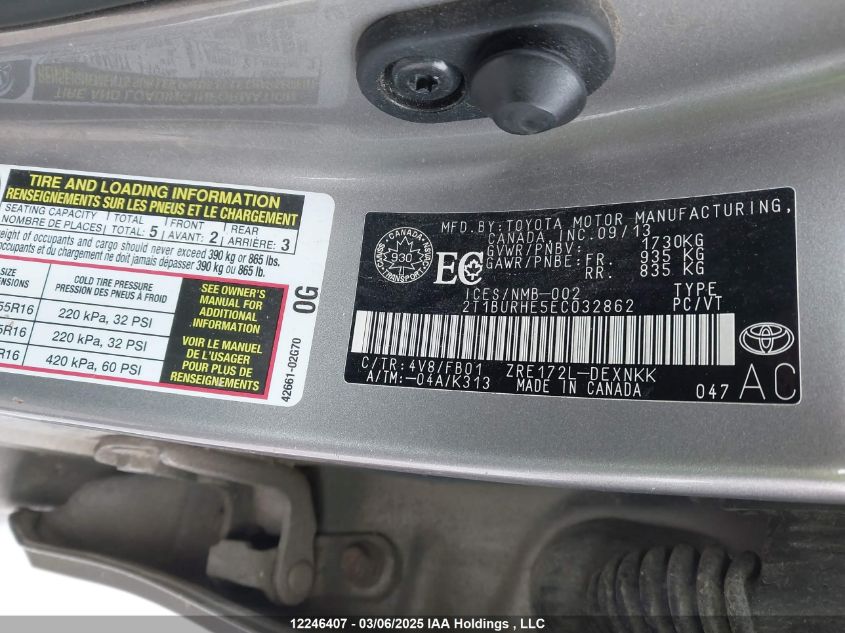 TIRE AND LOADING INFORMATION
RENSEIGNEMENTS SUR LES PNEUS ET LE CHARGEMENT
SEATING CAPACITY TOTAL FRONT REAR
NOMBRE DE PLACES: TOTAL: 5 AVANT: 2 ARRIÈRE: 3
weight of occupants and cargo should never exceed 390 kg or 865 lbs.
occupants et du chargement ne doit jamais dépasser 390 kg ou 865 lb.
SIZE COLD TIRE PRESSION
PRESSION DES PNEUS À FROID
55R16 220 kPa, 32 PSI
5R16 220 kPa, 32 PSI
R16 420 kPa, 60 PSI
SEE OWNER'S
MANUAL FOR
ADDITIONAL
INFORMATION
VOIR LE MANUEL
DE L'USAGER
POUR PLUS DE
RENSEIGNEMENTS
0G
42661-02G70
MFD.BY:TOYOTA MOTOR MANUFACTURING,
CANADA, INC.09/13
GVWR/PNBV: 1730KG
GAWR/PNBE:FR. 935 KG
RR. 835 KG
CANADA
930
EC
ICES/NMB-002 TYPE
2T1BURHE5EC032862 PC/VT
C/TR:4V8/FB01 ZRE172L-DEXNKK
A/TM:-04A/K313 MADE IN CANADA 047 AC
TOYOTA
12246407 - 03/06/2025 IAA Holdings , LLC